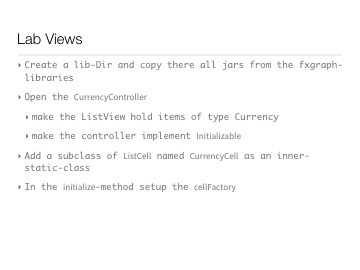 Lab Views
Create a lib-Dir and copy there all jars from the fxgraph-
libraries
Open the CurrencyController
make the ListView hold items of type Currency
make the controller implement Initializable
Add a subclass of ListCell named CurrencyCell as an inner-
static-class
In the initialize-method setup the cellFactory